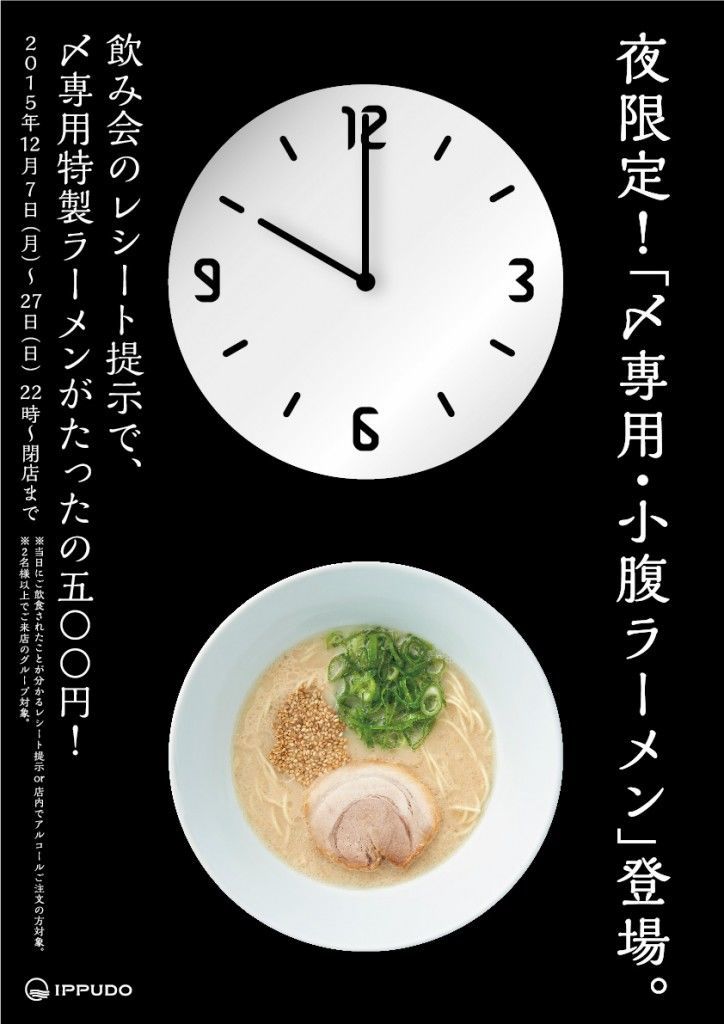 夜限定!「〆専用・小腹ラーメン」登場。
12
3
6
9
飲み会のレシート提示で、
〆専用特製ラーメンがたったの五〇〇円!
2015年12月7日(月)〜27日(日) 22時〜閉店まで
※当日にご飲食されたことが分かるレシート提示or店内でアルコールご注文の方対象。
※2名様以上でご来店のグループ対象。
IPPUDO